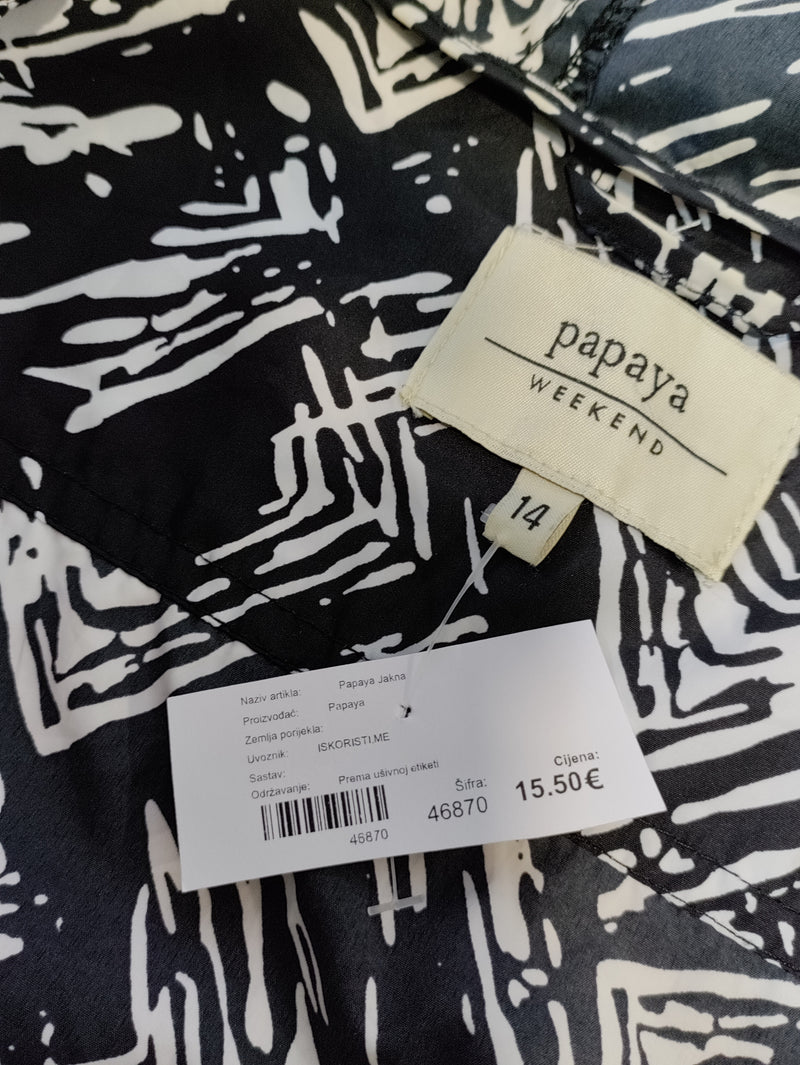 papaya
WEEKEND
14
Naziv artikla: Papaya Jakna
Proizvođač: Papaya
Zemlja porijekla:
Uvoznik: ISKORISTI.ME
Sastav:
Održavanje: Prema ušivnoj etiketi
46870
Šifra:
46870
Cijena:
15.50€